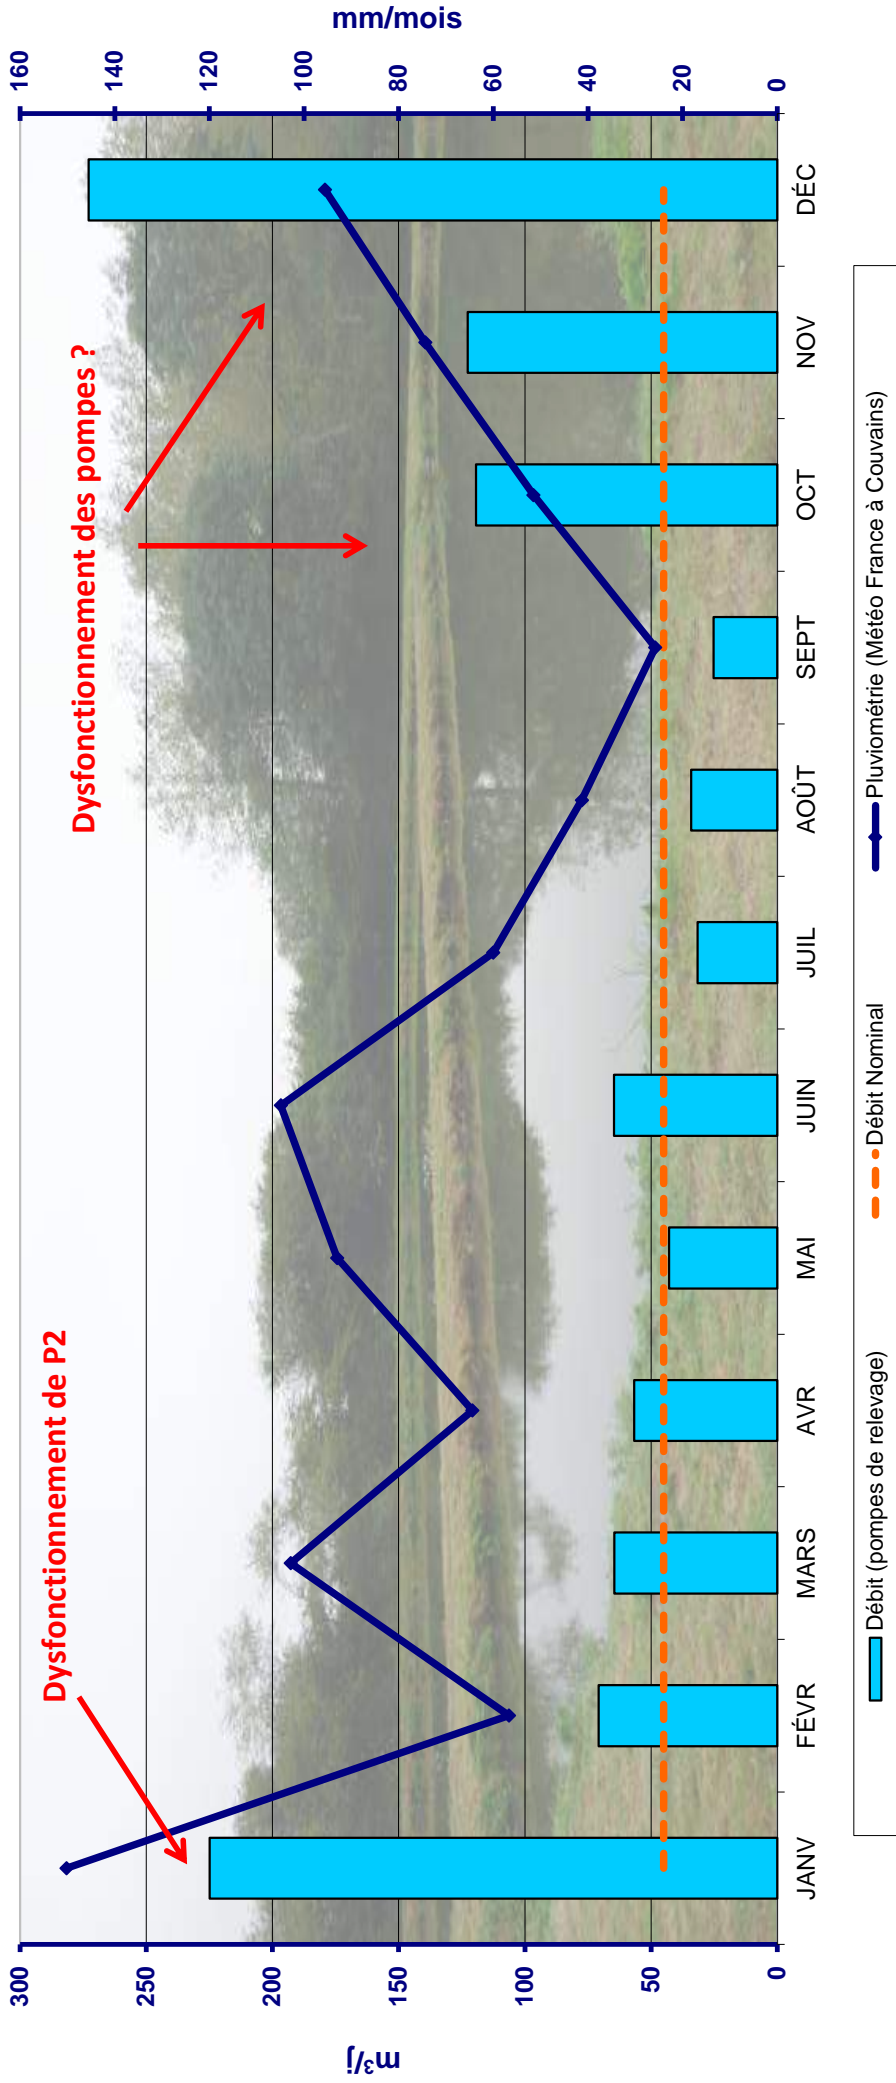 Dysfonctionnement de P2
Dysfonctionnement des pompes ?
m³/j
300
250
200
150
100
50
0
mm/mois
160
140
120
100
80
60
40
20
0
JANV
FÉVR
MARS
AVR
MAI
JUIN
JUIL
AOÛT
SEPT
OCT
NOV
DÉC
Débit (pompes de relevage)
Débit Nominal
Pluviométrie (Météo France à Couvains)